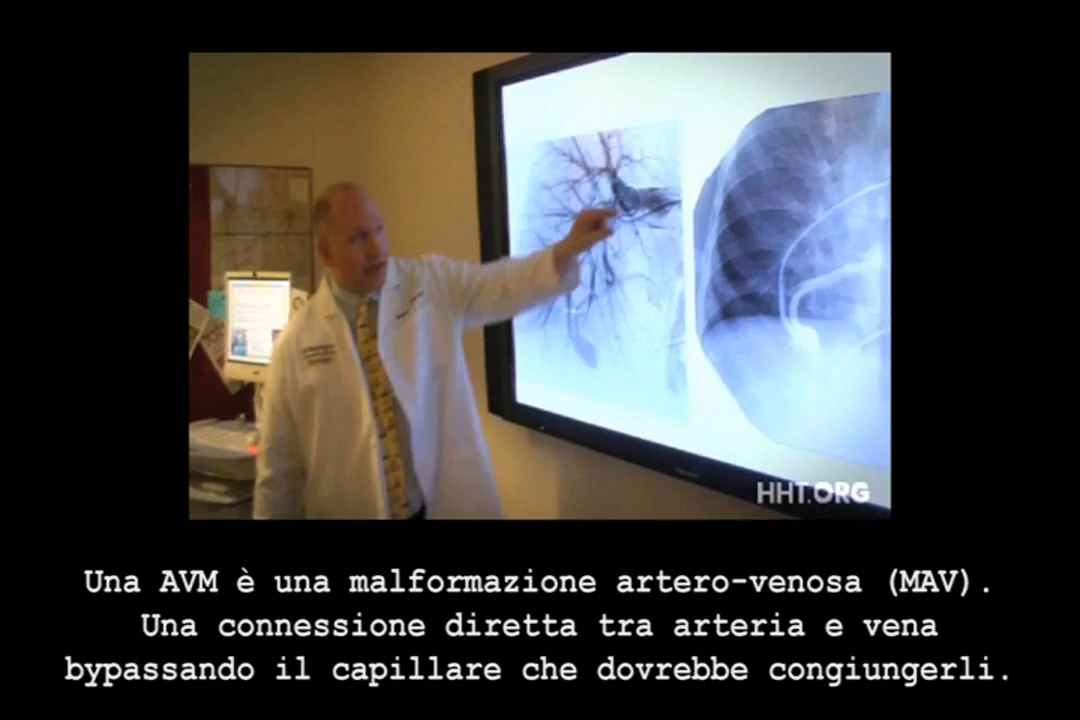 HHT.ORG
Una AVM è una malformazione artero-venosa (MAV).
Una connessione diretta tra arteria e vena
bypassando il capillare che dovrebbe congiungerli.